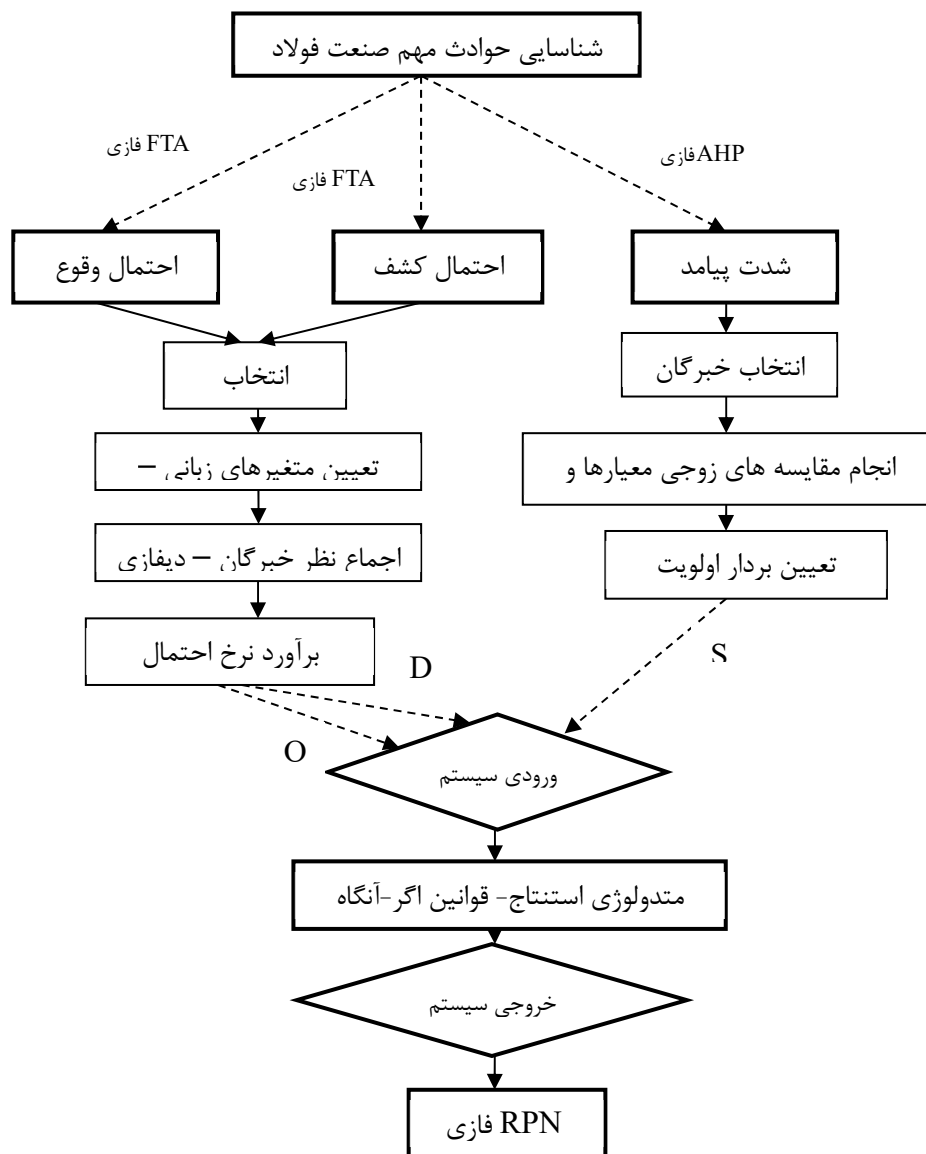 شناسایی حوادث مهم صنعت فولاد
AHPفازی
FTA فازی
FTA فازی
شدت پیامد
احتمال کشف
احتمال وقوع
انتخاب خبرگان
انتخاب
انجام مقایسه های زوجی معیارها و
تعیین متغیرهای زبانی –
تعیین بردار اولویت
اجماع نظر خبرگان – دیفازی
برآورد نرخ احتمال
S
D
O
ورودی سیستم
متدولوژی استنتاج- قوانین اگر-آنگاه
خروجی سیستم
RPN فازی